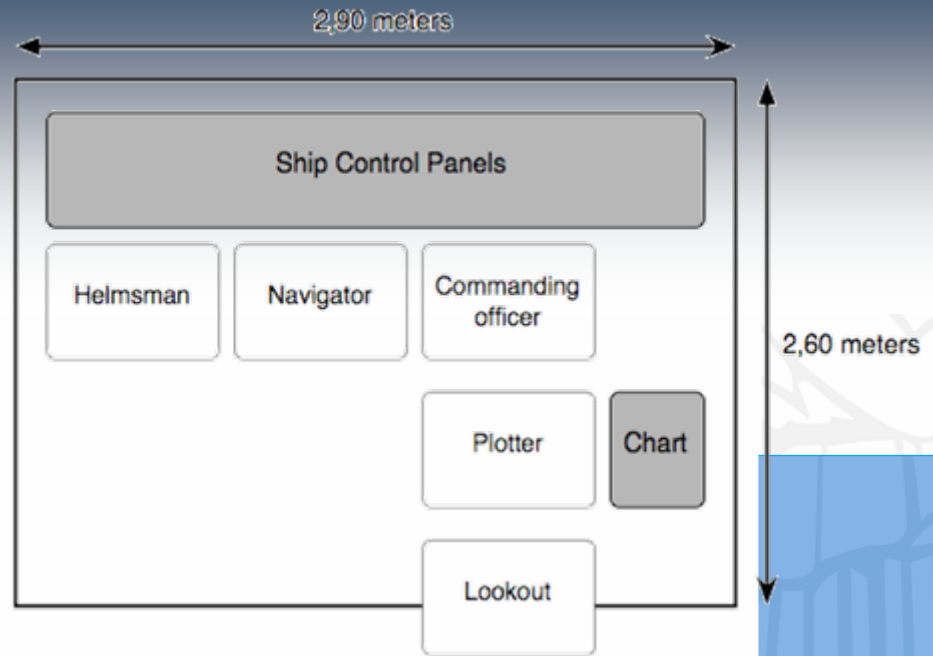 2,90 meters
Ship Control Panels
Helmsman
Navigator
Commanding
officer
2,60 meters
Plotter
Chart
Lookout